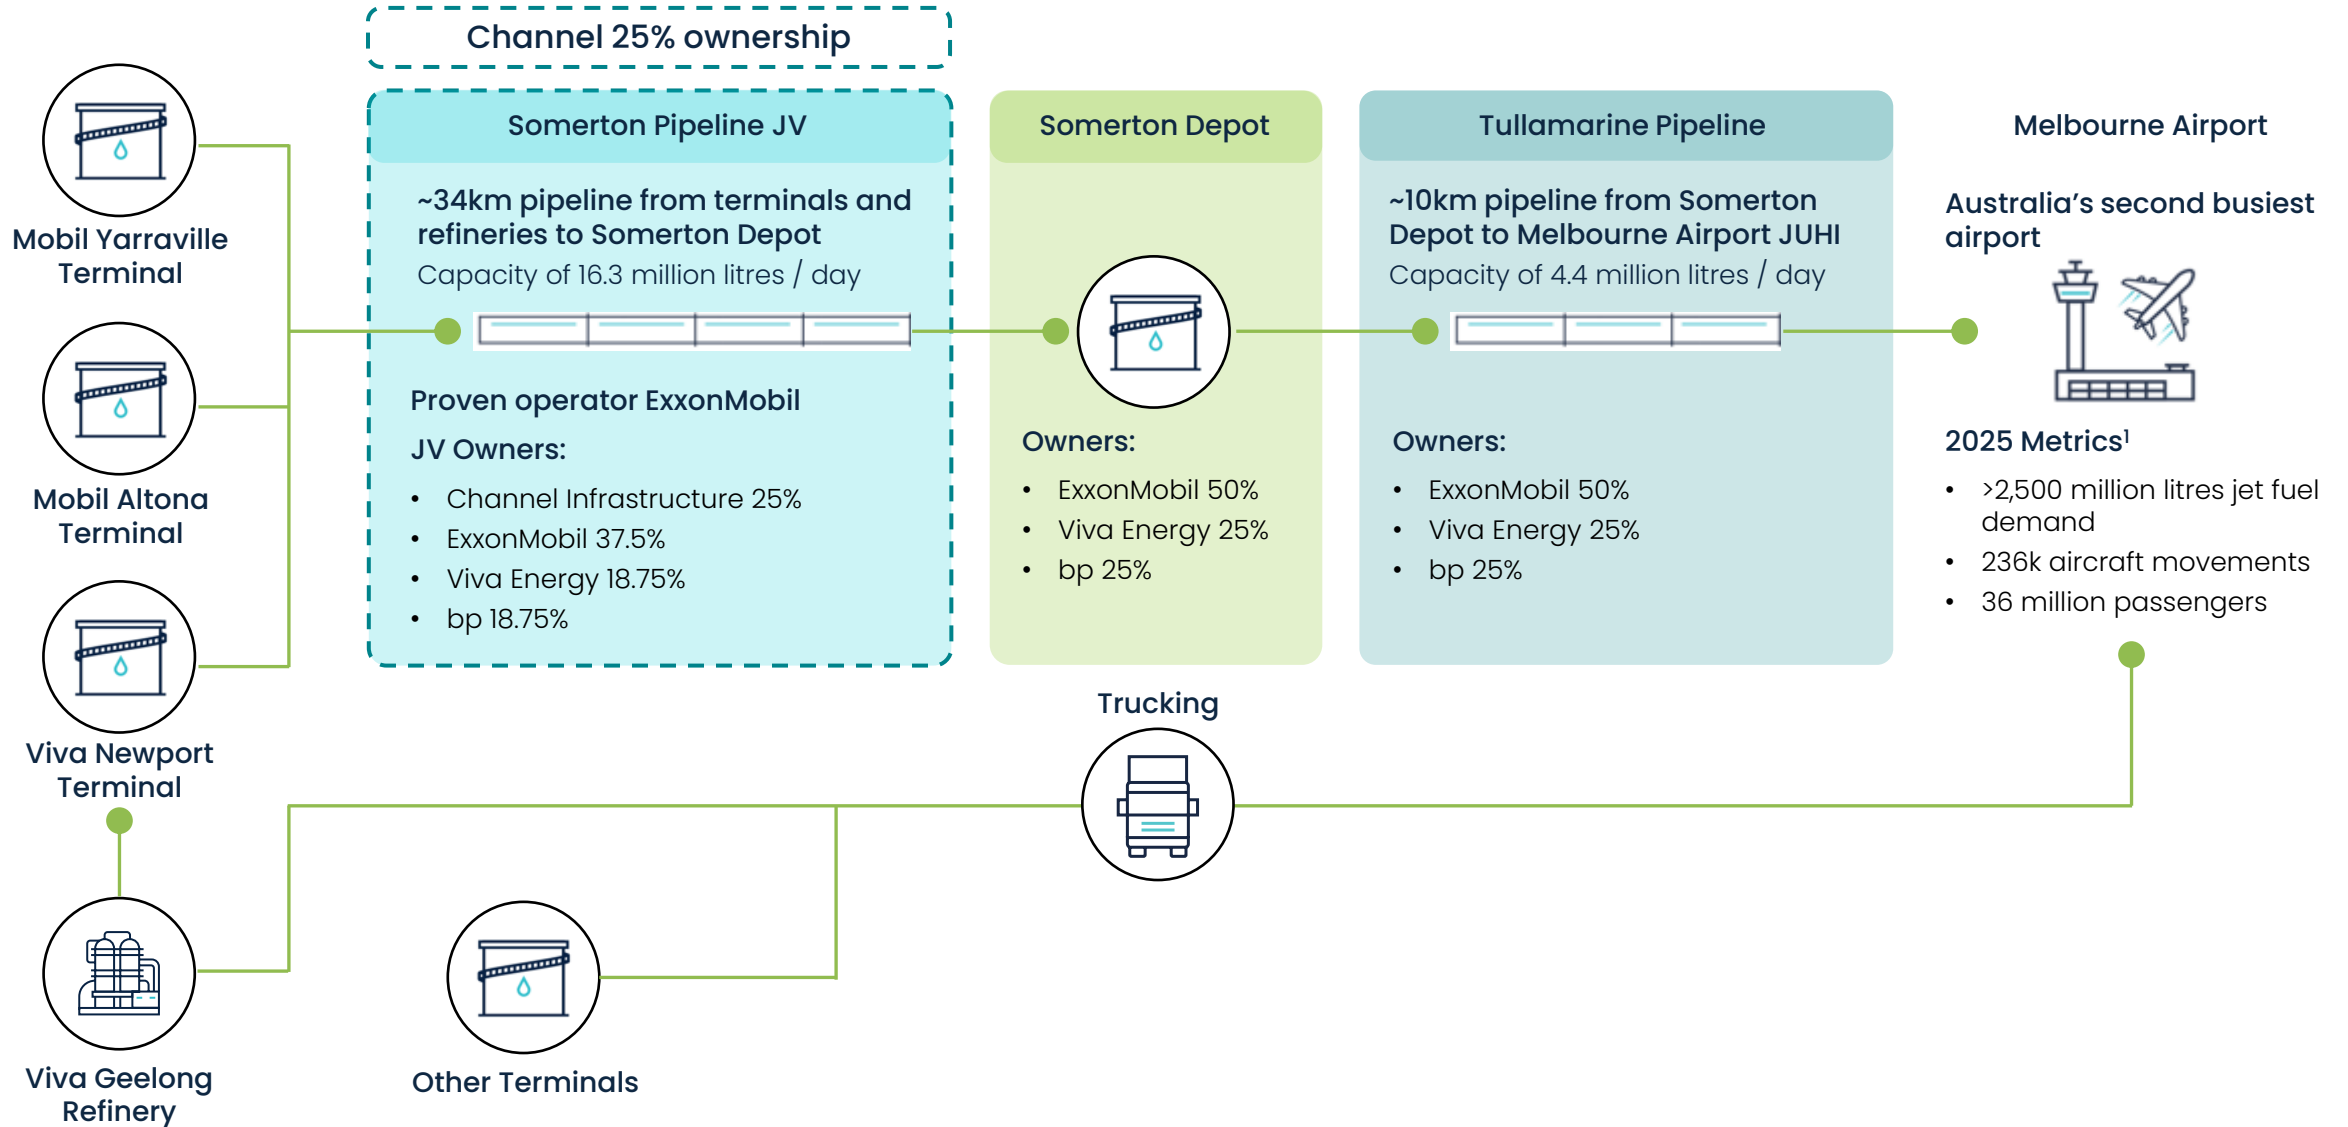 Channel 25% ownership
Mobil Yarraville
Terminal
Mobil Altona
Terminal
Viva Newport
Terminal
Viva Geelong
Refinery
Somerton Pipeline JV
~34km pipeline from terminals and
refineries to Somerton Depot
Capacity of 16.3 million litres / day
Proven operator ExxonMobil
JV Owners:
• Channel Infrastructure 25%
• ExxonMobil 37.5%
• Viva Energy 18.75%
• bp 18.75%
Somerton Depot
Owners:
• ExxonMobil 50%
• Viva Energy 25%
• bp 25%
Tullamarine Pipeline
~10km pipeline from Somerton
Depot to Melbourne Airport JUHI
Capacity of 4.4 million litres / day
Owners:
• ExxonMobil 50%
• Viva Energy 25%
• bp 25%
Melbourne Airport
Australia’s second busiest
airport
2025 Metrics¹
• >2,500 million litres jet fuel
demand
• 236k aircraft movements
• 36 million passengers
Trucking
Other Terminals